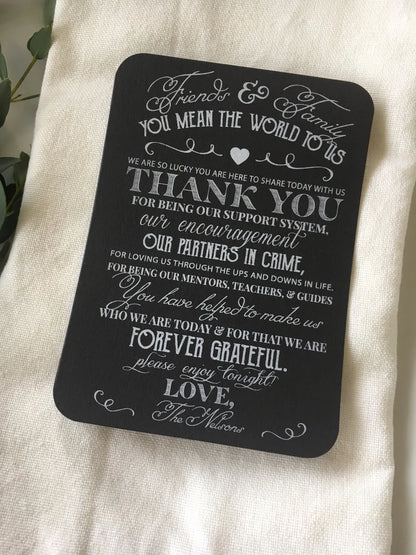 Friends & Family
YOU MEAN THE WORLD TO US
WE ARE SO LUCKY YOU ARE HERE TO SHARE TODAY WITH US
THANK YOU
FOR BEING OUR SUPPORT SYSTEM,
our encouragement
OUR PARTNERS IN CRIME,
FOR LOVING US THROUGH THE UPS AND DOWNS IN LIFE.
FOR BEING OUR MENTORS, TEACHERS, & GUIDES
You have helped to make us
WHO WE ARE TODAY & FOR THAT WE ARE
FOREVER GRATEFUL.
please enjoy tonight!
LOVE,
The Nelsons